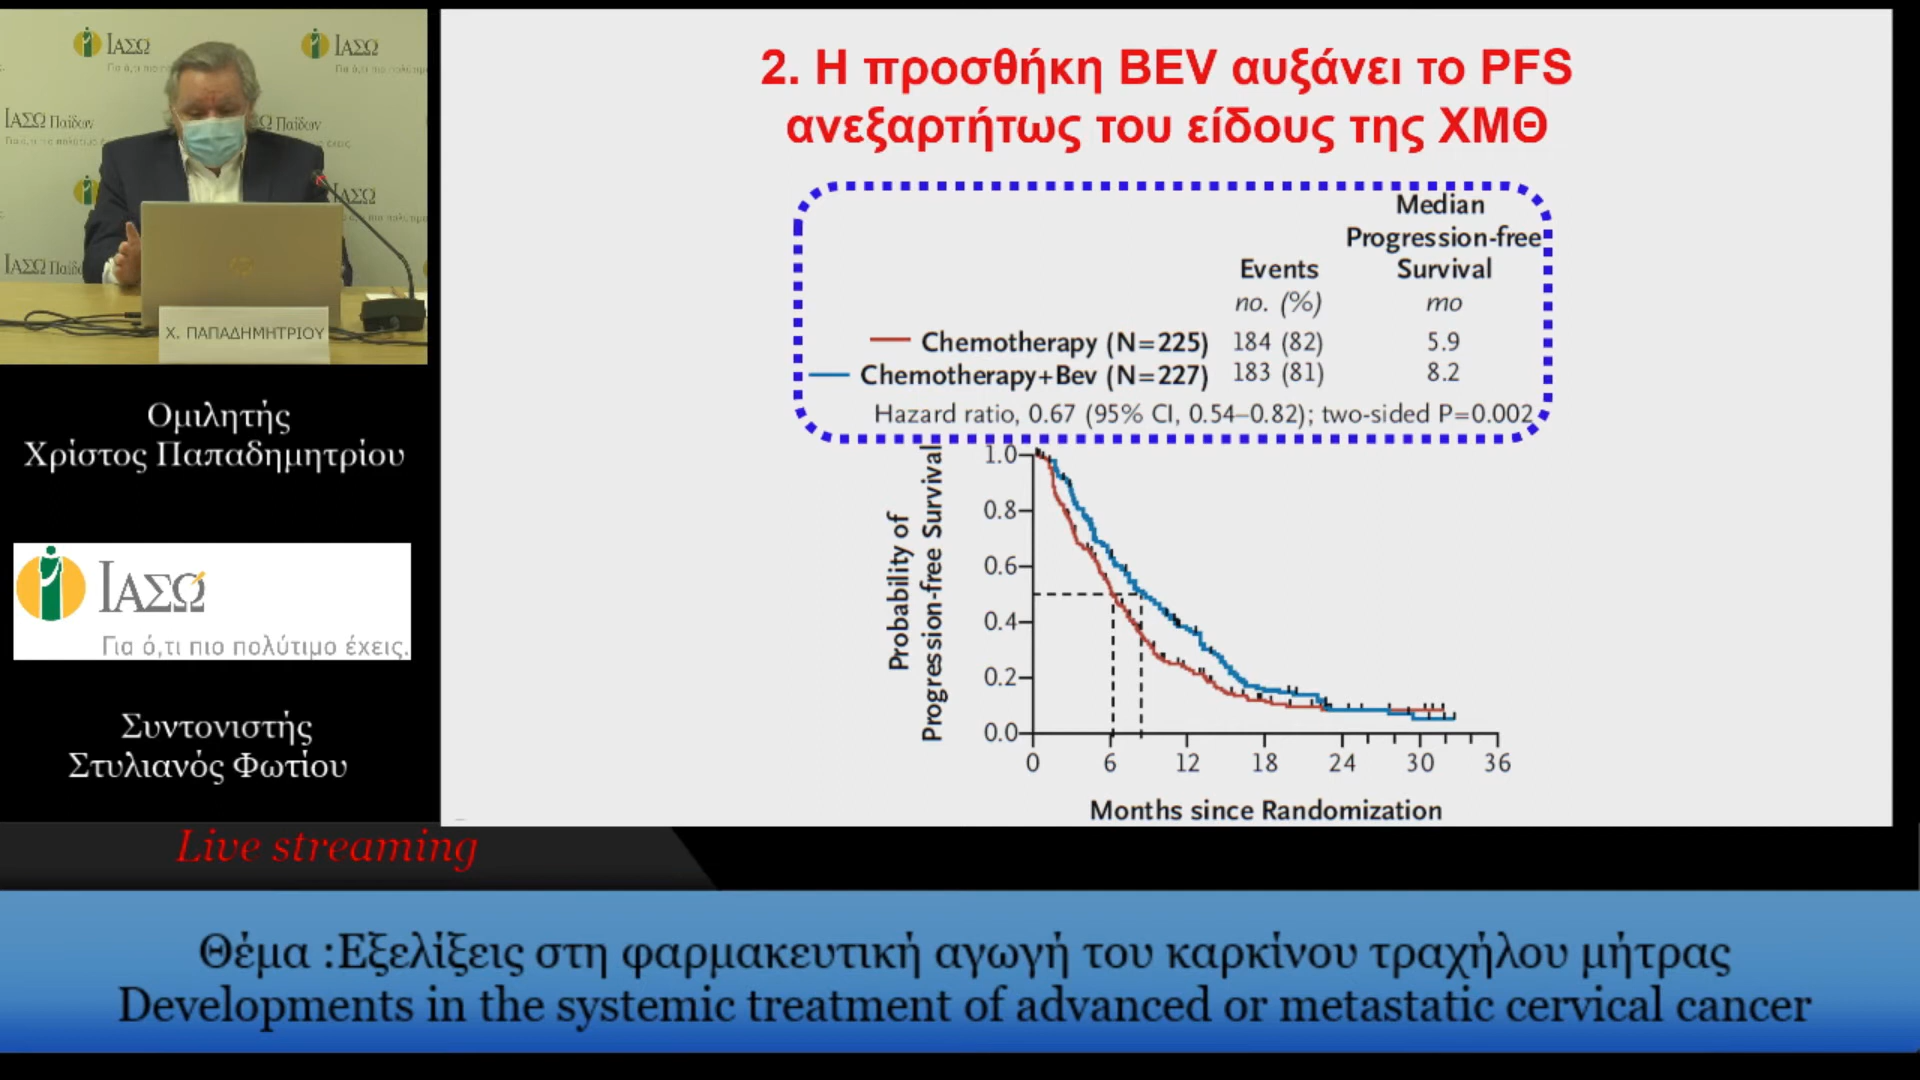 ΙΑΣΩ
ΙΑΣΩ
ΙΑΣΩ Παίδων
ΙΑΣΩ
Χ. ΠΑΠΑΔΗΜΗΤΡΙΟΥ
Ομιλητής
Χρίστος Παπαδημητρίου
ΙΑΣΩ
Για ό,τι πιο πολύτιμο έχεις.
Συντονιστής
Στυλιανός Φωτίου
2. Η προσθήκη BEV αυξάνει το PFS
ανεξαρτήτως του είδους της ΧΜΘ
Median
Progression-free
Events Survival
no. (%) mo
Chemotherapy (N=225) 184 (82) 5.9
Chemotherapy+Bev (N=227) 183 (81) 8.2
Hazard ratio, 0.67 (95% CI, 0.54–0.82); two-sided P=0.002
Probability of
Progression-free Survival
1.0
0.8
0.6
0.4
0.2
0.0
0 6 12 18 24 30 36
Months since Randomization
Live streaming
Θέμα :Εξελίξεις στη φαρμακευτική αγωγή του καρκίνου τραχήλου μήτρας
Developments in the systemic treatment of advanced or metastatic cervical cancer